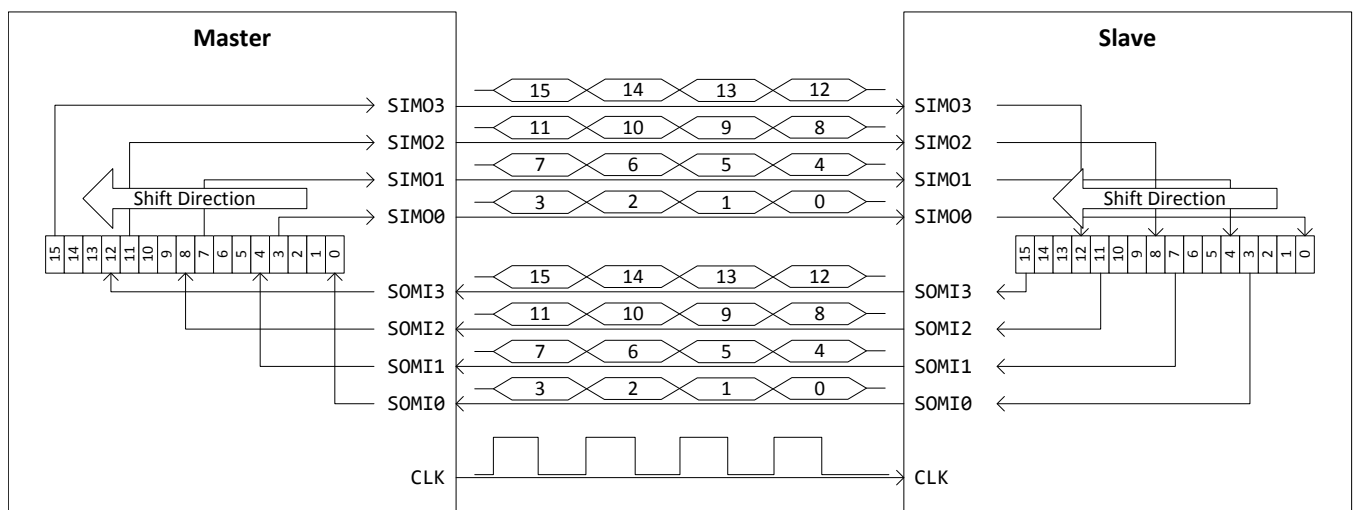 Master Slave
15 14 13 12
SIMO3 SIMO3
11 10 9 8
SIMO2 SIMO2
7 6 5 4
SIMO1 SIMO1
Shift Direction Shift Direction
3 2 1 0
SIMO0 SIMO0
15 14 13 12 11 10 9 8 7 6 5 4 3 2 1 0 15 14 13 12 11 10 9 8 7 6 5 4 3 2 1 0
15 14 13 12
SOMI3 SOMI3
11 10 9 8
SOMI2 SOMI2
7 6 5 4
SOMI1 SOMI1
3 2 1 0
SOMI0 SOMI0
CLK CLK